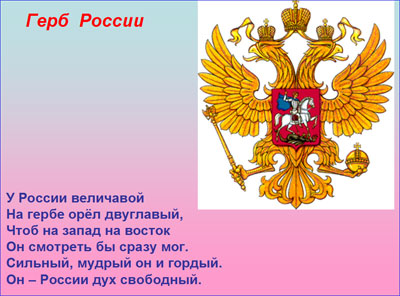 Герб России
У России величавой
На гербе орёл двуглавый,
Чтоб на запад на восток
Он смотреть бы сразу мог.
Сильный, мудрый он и гордый.
Он – России дух свободный.